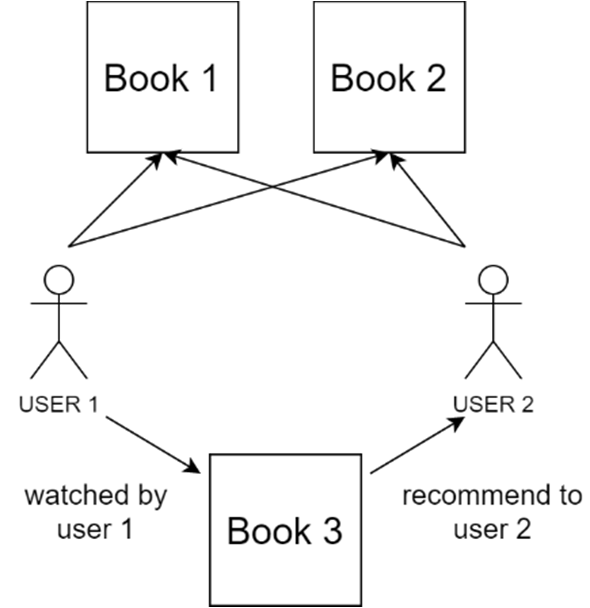 Book 1
Book 2
USER 1
USER 2
watched by
user 1
recommend to
user 2
Book 3